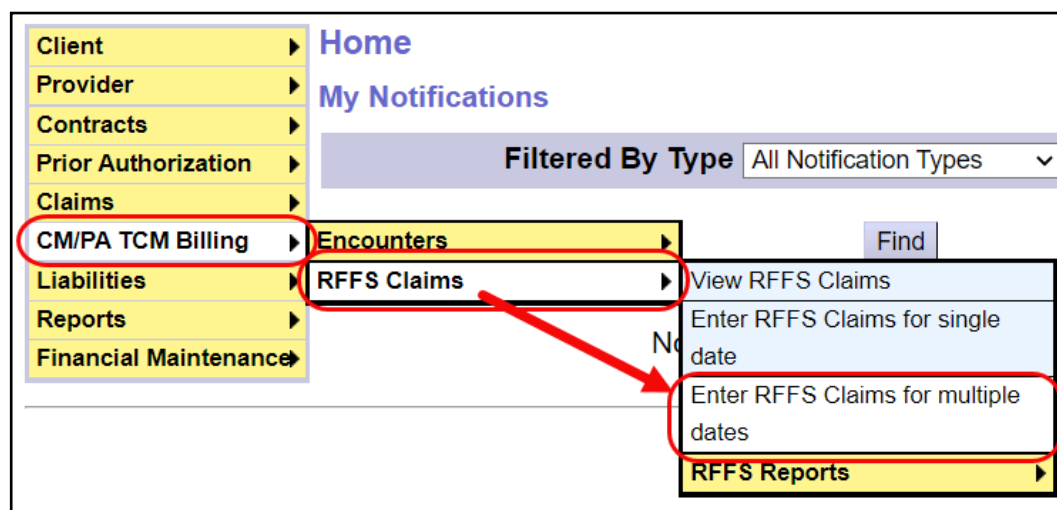 Client
Provider
Contracts
Prior Authorization
Claims
CM/PA TCM Billing
Liabilities
Reports
Financial Maintenance
Home
My Notifications
Filtered By Type All Notification Types
Encounters
RFFS Claims
Find
View RFFS Claims
Enter RFFS Claims for single
date
Enter RFFS Claims for multiple
dates
RFFS Reports